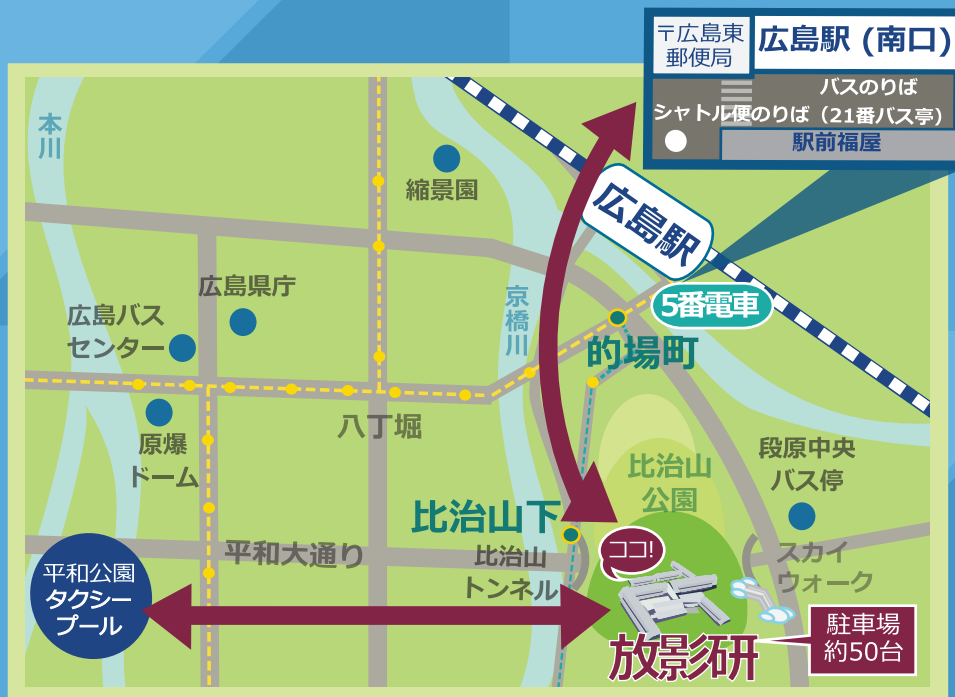 〒広島東
郵便局
広島駅 (南口)
バスのりば
シャトル便のりば（21番バス亭）
駅前福屋
本川
縮景園
広島駅
5番電車
京橋川
広島県庁
広島バス
センター
的場町
原爆
ドーム
八丁堀
比治山
公園
段原中央
バス停
比治山下
ココ!
平和大通り
比治山
トンネル
スカイ
ウォーク
平和公園
タクシー
プール
放影研
駐車場
約50台